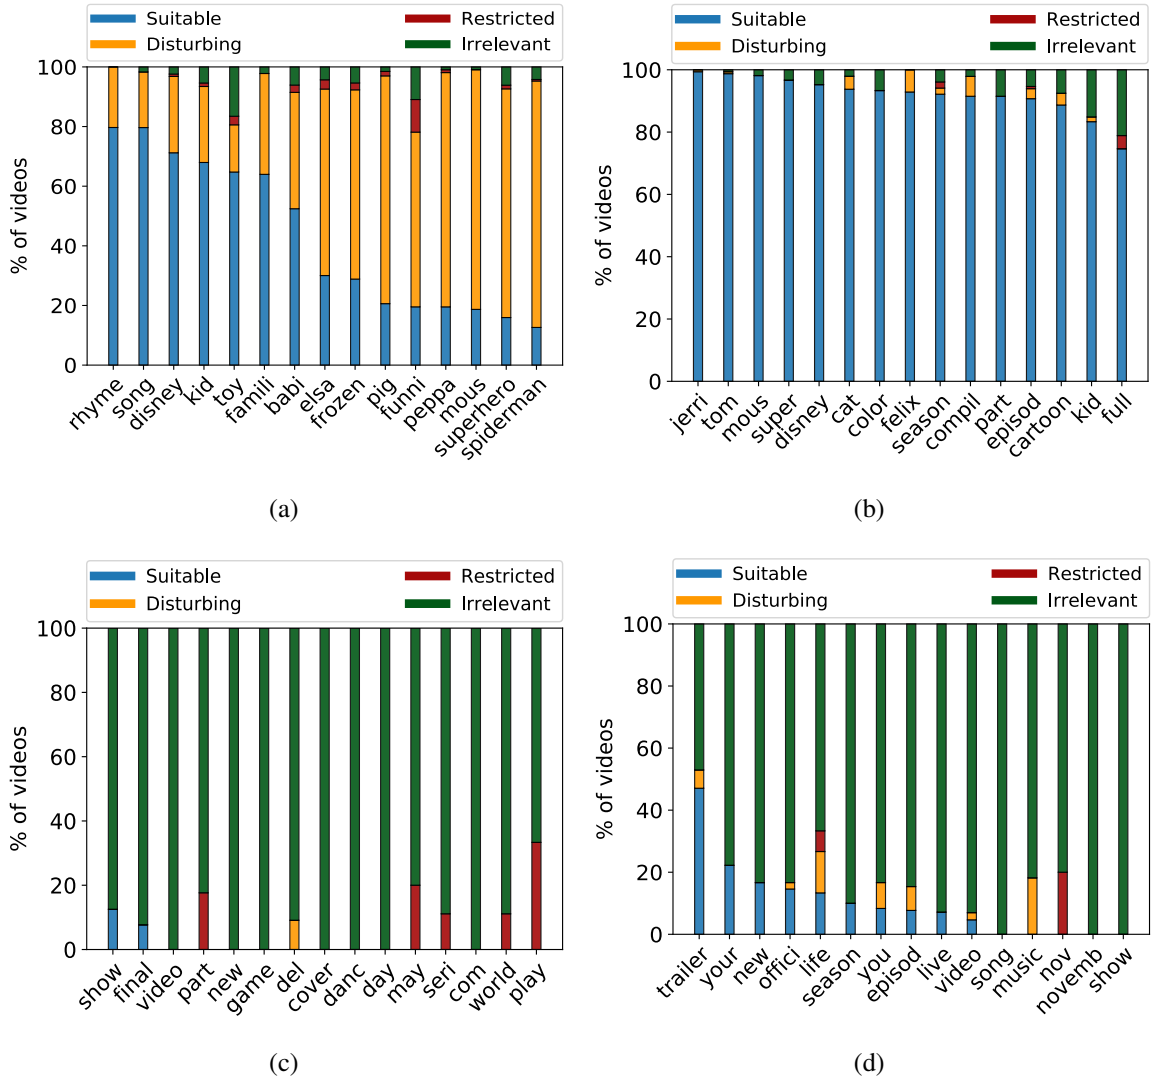 Suitable
Disturbing
Restricted
Irrelevant
% of videos
100
80
60
40
20
0
rhyme
song
disney
kid
toy
famili
babi
elsa
frozen
pig
funni
peppa
mous
superhero
spiderman
(a)
Suitable
Disturbing
Restricted
Irrelevant
% of videos
100
80
60
40
20
0
jerri
tom
mous
super
disney
cat
color
felix
season
compil
part
episod
cartoon
kid
full
(b)
Suitable
Disturbing
Restricted
Irrelevant
% of videos
100
80
60
40
20
0
show
final
video
part
new
game
del
cover
danc
day
may
seri
com
world
play
(c)
Suitable
Disturbing
Restricted
Irrelevant
% of videos
100
80
60
40
20
0
trailer
your
new
offici
life
season
you
episod
live
video
song
music
nov
novemb
show
(d)